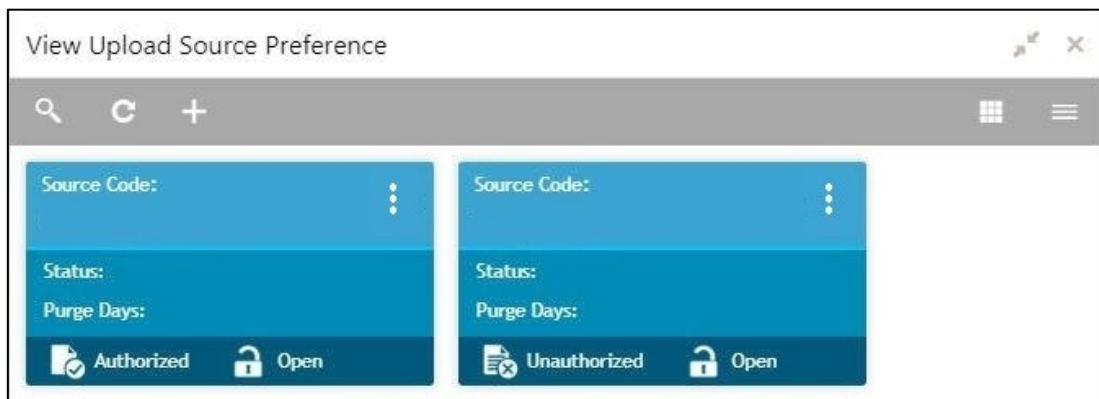 View Upload Source Preference
Source Code: Source Code:
Status: Status:
Purge Days: Purge Days:
Authorized Open Unauthorized Open